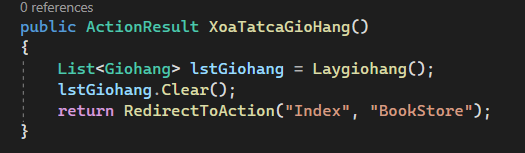 0 references
public ActionResult XoaTatcaGioHang()
{
List<Giohang> lstGiohang = Laygiohang();
lstGiohang.Clear();
return RedirectToAction("Index", "BookStore");
}